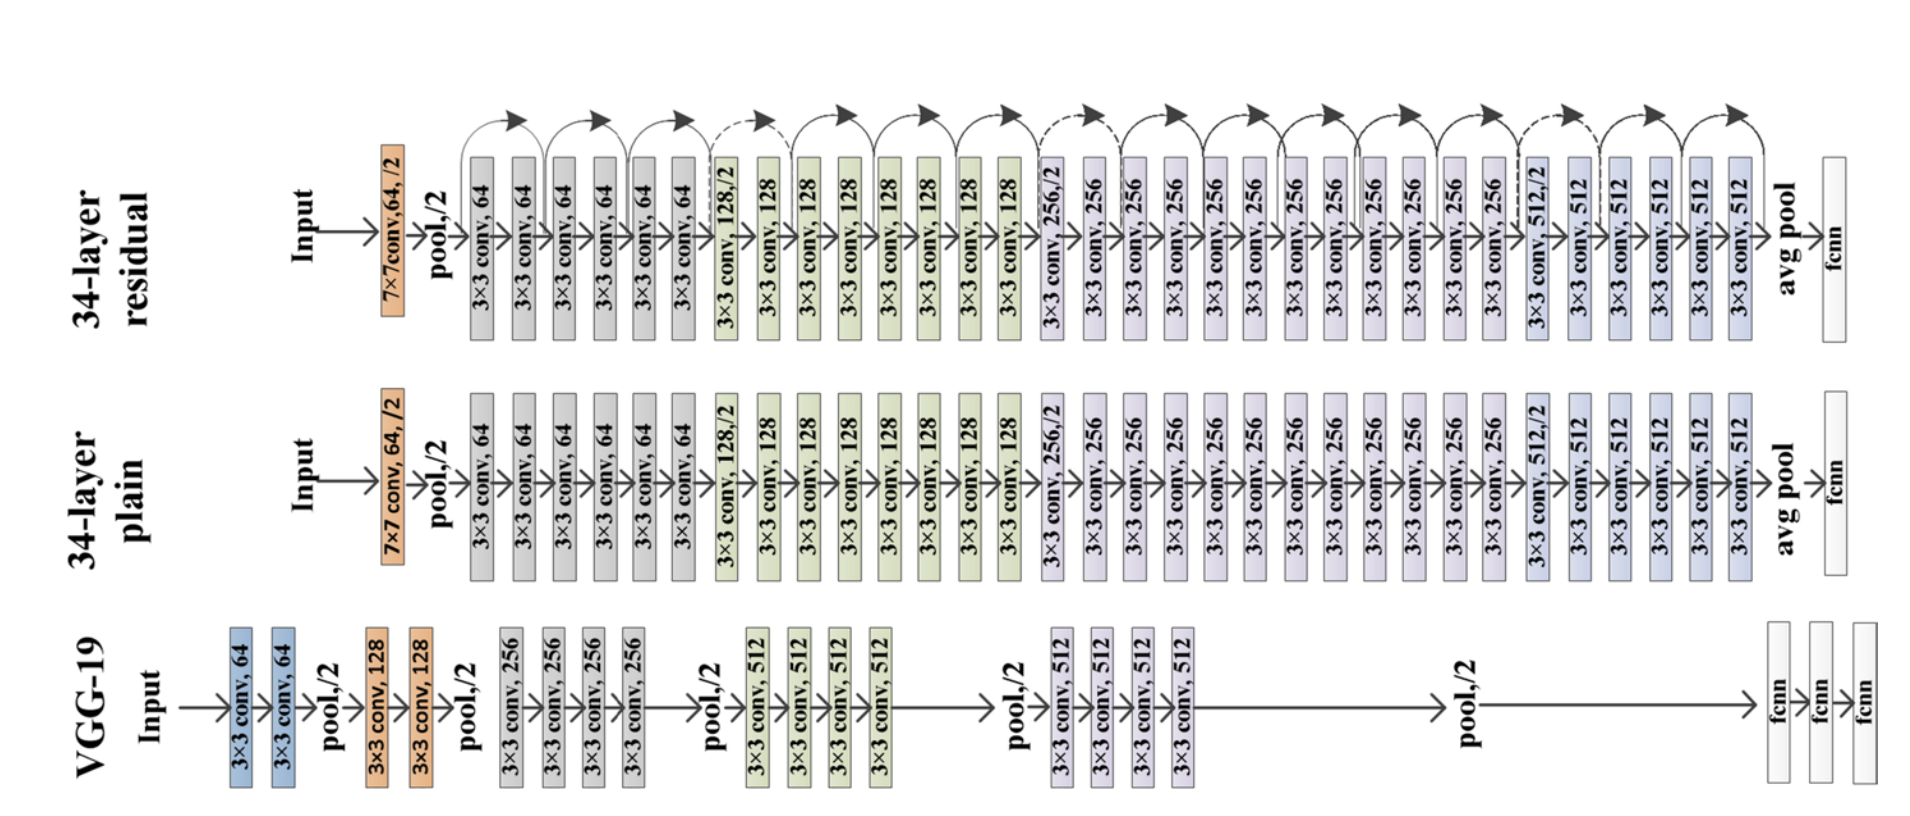 34-layer
residual
Input
7×7conv,64, /2
pool,/2
3×3 conv, 64
3×3 conv, 64
3×3 conv, 64
3×3 conv, 64
3×3 conv, 64
3×3 conv, 64
3×3 conv, 128,/2
3×3 conv, 128
3×3 conv, 128
3×3 conv, 128
3×3 conv, 128
3×3 conv, 128
3×3 conv, 128
3×3 conv, 128
3×3 conv, 256,/2
3×3 conv, 256
3×3 conv, 256
3×3 conv, 256
3×3 conv, 256
3×3 conv, 256
3×3 conv, 256
3×3 conv, 256
3×3 conv, 256
3×3 conv, 256
3×3 conv, 256
3×3 conv, 256
3×3 conv, 512,/2
3×3 conv, 512
3×3 conv, 512
3×3 conv, 512
3×3 conv, 512
3×3 conv, 512
avg pool
fcnn
34-layer
plain
Input
7×7 conv, 64, /2
pool,/2
3×3 conv, 64
3×3 conv, 64
3×3 conv, 64
3×3 conv, 64
3×3 conv, 64
3×3 conv, 64
3×3 conv, 128,/2
3×3 conv, 128
3×3 conv, 128
3×3 conv, 128
3×3 conv, 128
3×3 conv, 128
3×3 conv, 128
3×3 conv, 128
3×3 conv, 256,/2
3×3 conv, 256
3×3 conv, 256
3×3 conv, 256
3×3 conv, 256
3×3 conv, 256
3×3 conv, 256
3×3 conv, 256
3×3 conv, 256
3×3 conv, 256
3×3 conv, 256
3×3 conv, 256
3×3 conv, 512,/2
3×3 conv, 512
3×3 conv, 512
3×3 conv, 512
3×3 conv, 512
3×3 conv, 512
avg pool
fcnn
VGG-19
Input
3×3 conv, 64
3×3 conv, 64
pool,/2
3×3 conv, 128
3×3 conv, 128
pool,/2
3×3 conv, 256
3×3 conv, 256
3×3 conv, 256
3×3 conv, 256
pool,/2
3×3 conv, 512
3×3 conv, 512
3×3 conv, 512
3×3 conv, 512
pool,/2
3×3 conv, 512
3×3 conv, 512
3×3 conv, 512
3×3 conv, 512
pool,/2
fcnn
fcnn
fcnn